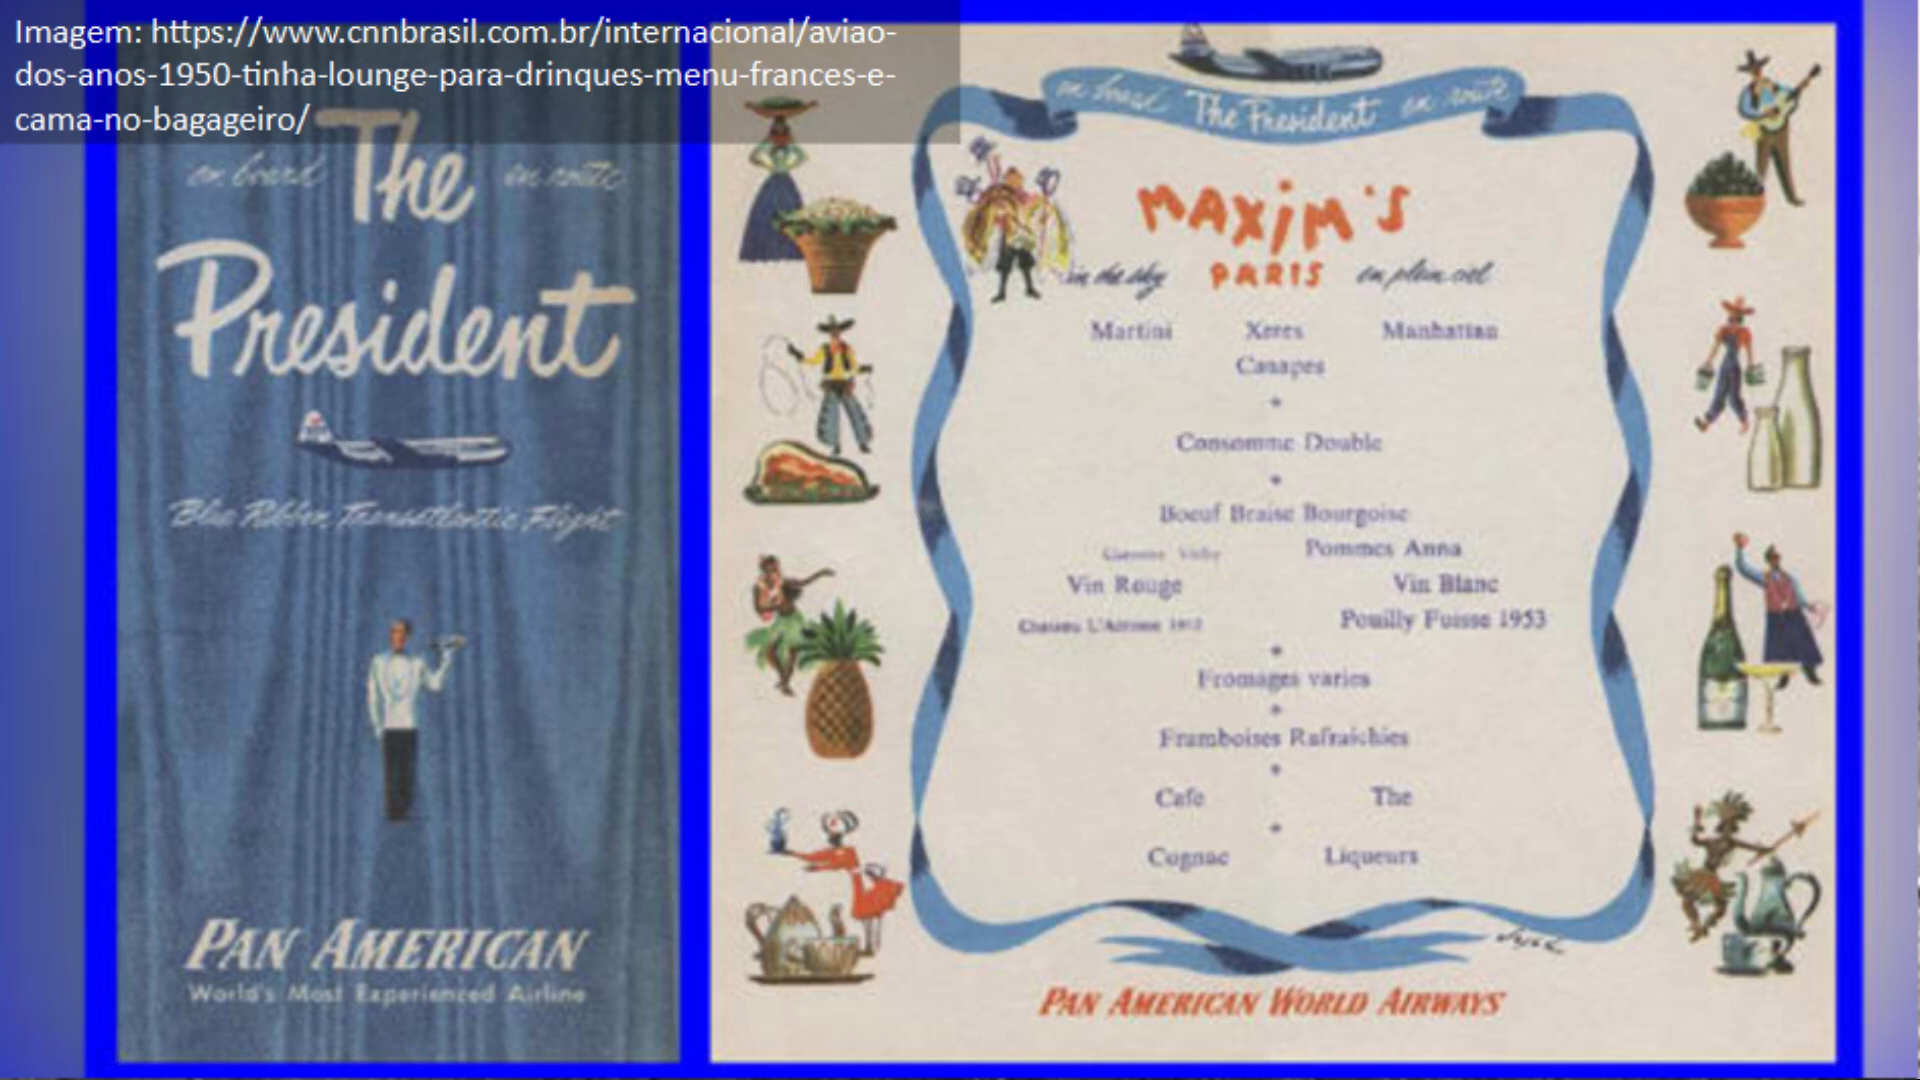 Imagem: https://www.cnnbrasil.com.br/internacional/aviao-
dos-anos-1950-tinha-lounge-para-drinques-menu-frances-e-
cama-no-bagageiro/
on board The en route
President
Blue Ribbon Transatlantic Flight
PAN AMERICAN
World's Most Experienced Airline
on board The President en route
MAXIM'S
in the sky PARIS en plein ciel
Martini Xeres Manhattan
Canapes
Consomme Double
Boeuf Braise Bourgoise
Pommes Anna
Vin Rouge Vin Blanc
Pouilly Fuisse 1953
Fromages varies
Framboises Rafraichies
Cafe The
Cognac Liqueurs
PAN AMERICAN WORLD AIRWAYS